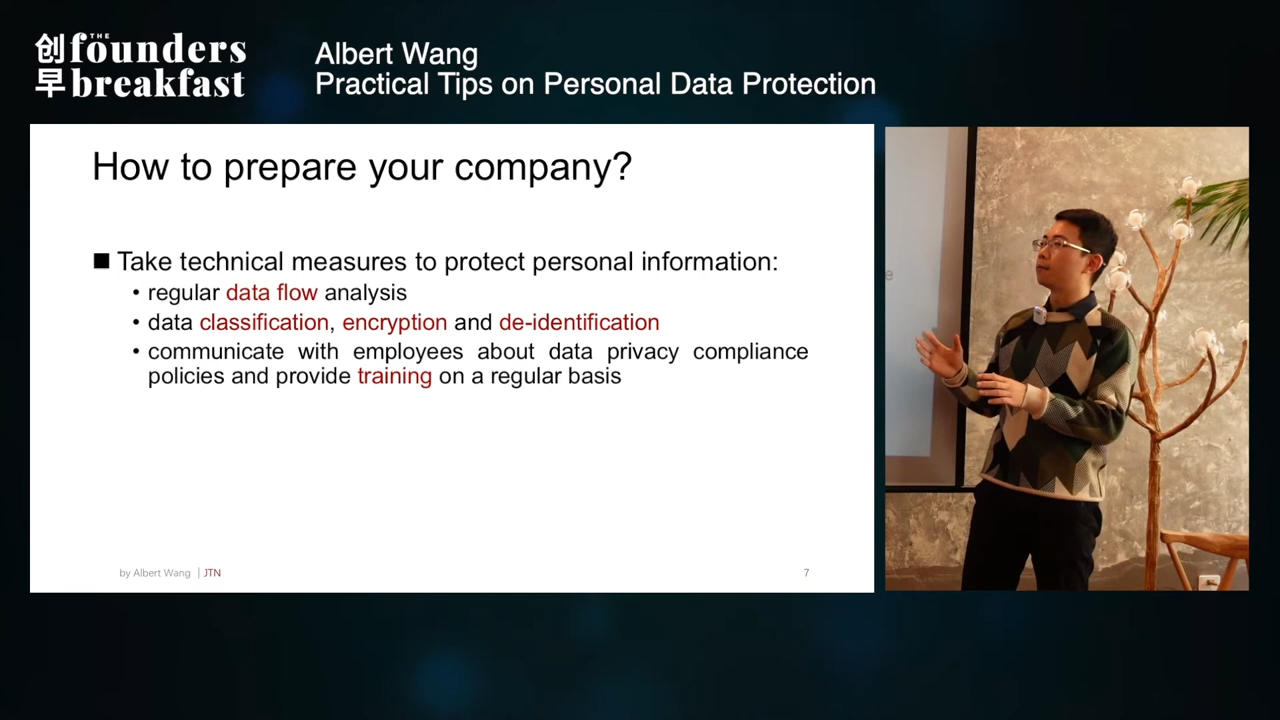 创 THE founders
早 breakfast
Albert Wang
Practical Tips on Personal Data Protection
How to prepare your company?
■ Take technical measures to protect personal information:
• regular data flow analysis
• data classification, encryption and de-identification
• communicate with employees about data privacy compliance
policies and provide training on a regular basis
by Albert Wang | JTN
7
e